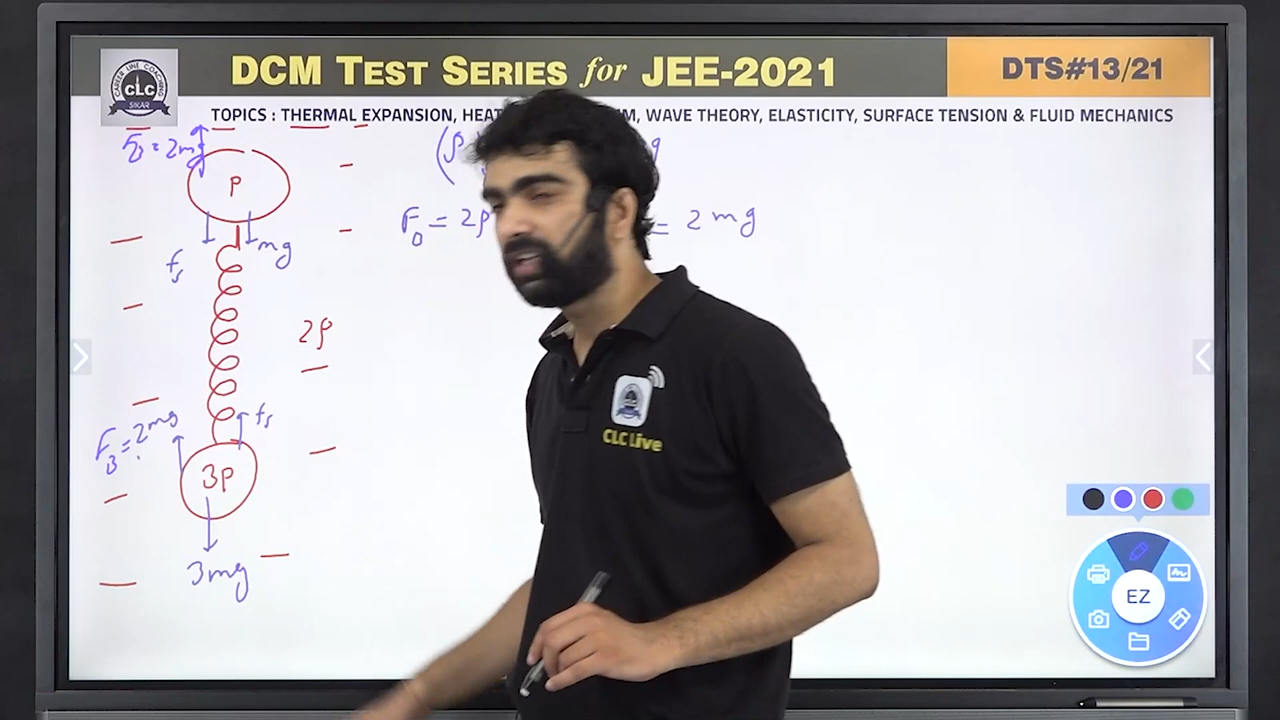 DCM TEST SERIES for JEE-2021
DTS#13/21
CAREER LINE COACHING
CLC
SIKAR
TOPICS : THERMAL EXPANSION, WAVE THEORY, ELASTICITY, SURFACE TENSION & FLUID MECHANICS
= 2mg
ρ
g
F_B = 2ρ = 2mg
f_s
mg
2ρ
F_B = 2mg
?
f_s
3ρ
3mg
CLC Live
EZ